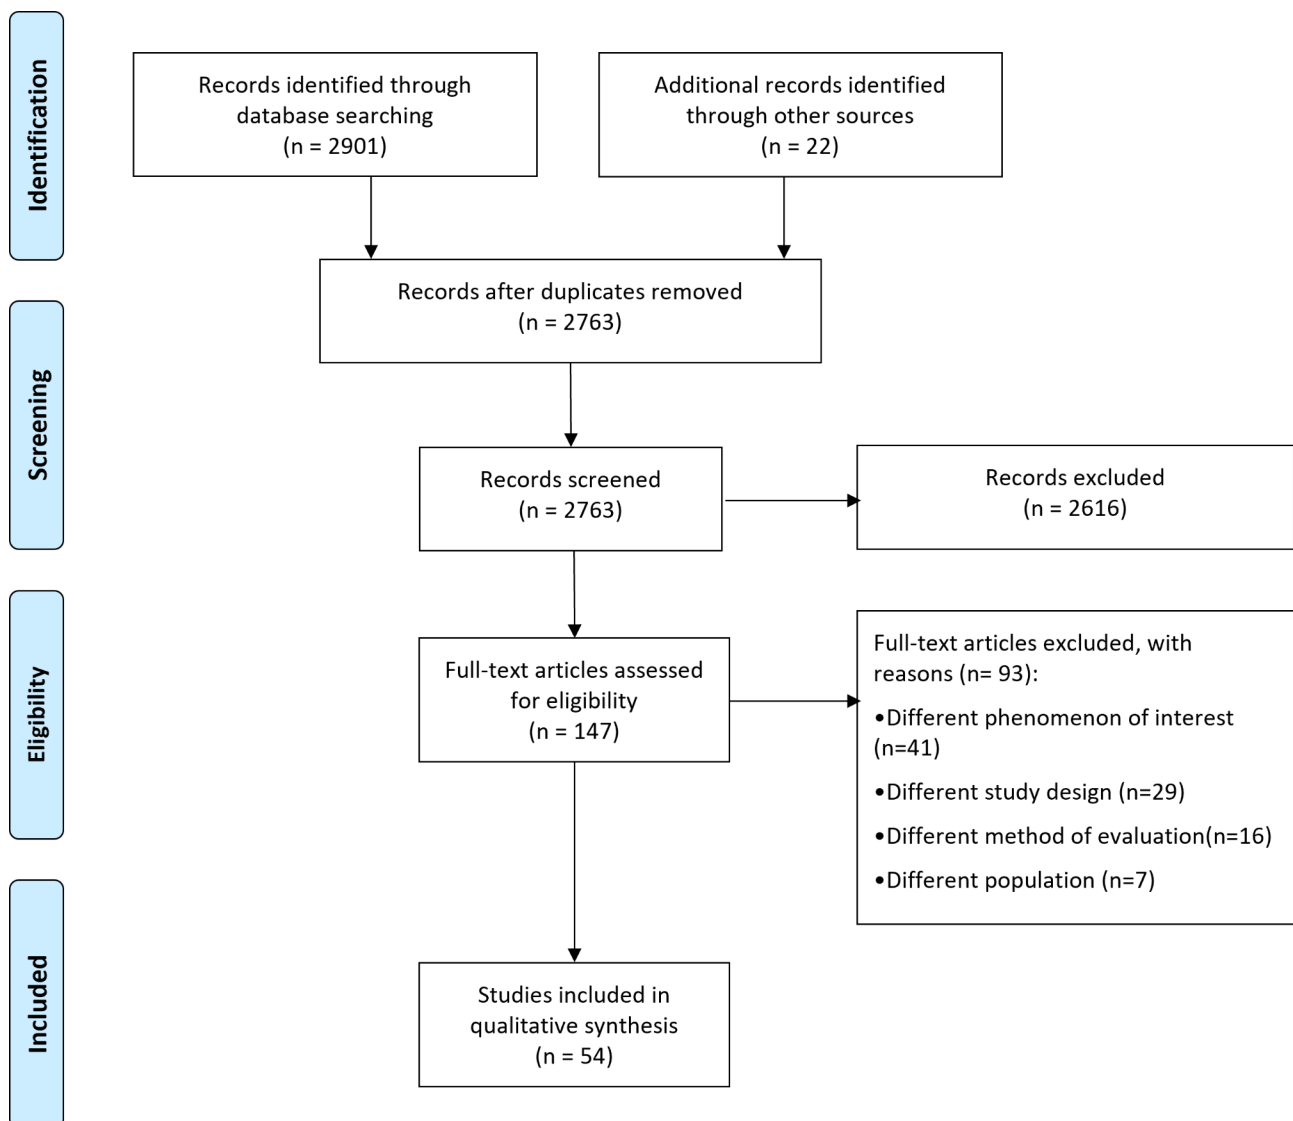 Identification
Records identified through
database searching
(n = 2901)
Additional records identified
through other sources
(n = 22)
Records after duplicates removed
(n = 2763)
Screening
Records screened
(n = 2763)
Records excluded
(n = 2616)
Eligibility
Full-text articles assessed
for eligibility
(n = 147)
Full-text articles excluded, with
reasons (n= 93):
•Different phenomenon of interest
(n=41)
•Different study design (n=29)
•Different method of evaluation(n=16)
•Different population (n=7)
Included
Studies included in
qualitative synthesis
(n = 54)